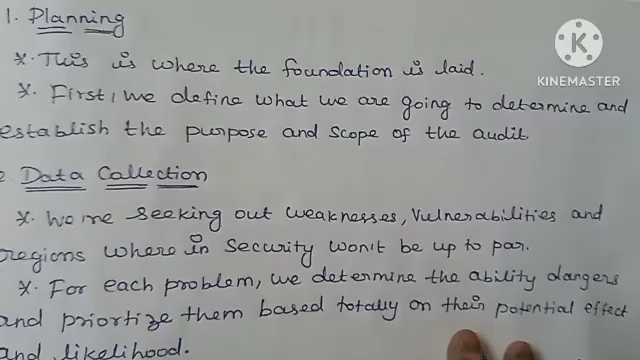 1. Planning
K
KINEMASTER
*. This is where the foundation is laid.
*. First, we define what we are going to determine and
establish the purpose and scope of the audit.
2. Data Collection
*. We're seeking out weaknesses, vulnerabilities and
regions where in security won't be up to par.
*. For each problem, we determine the ability dangers
and priortize them based totally on their potential effect
and likelihood.